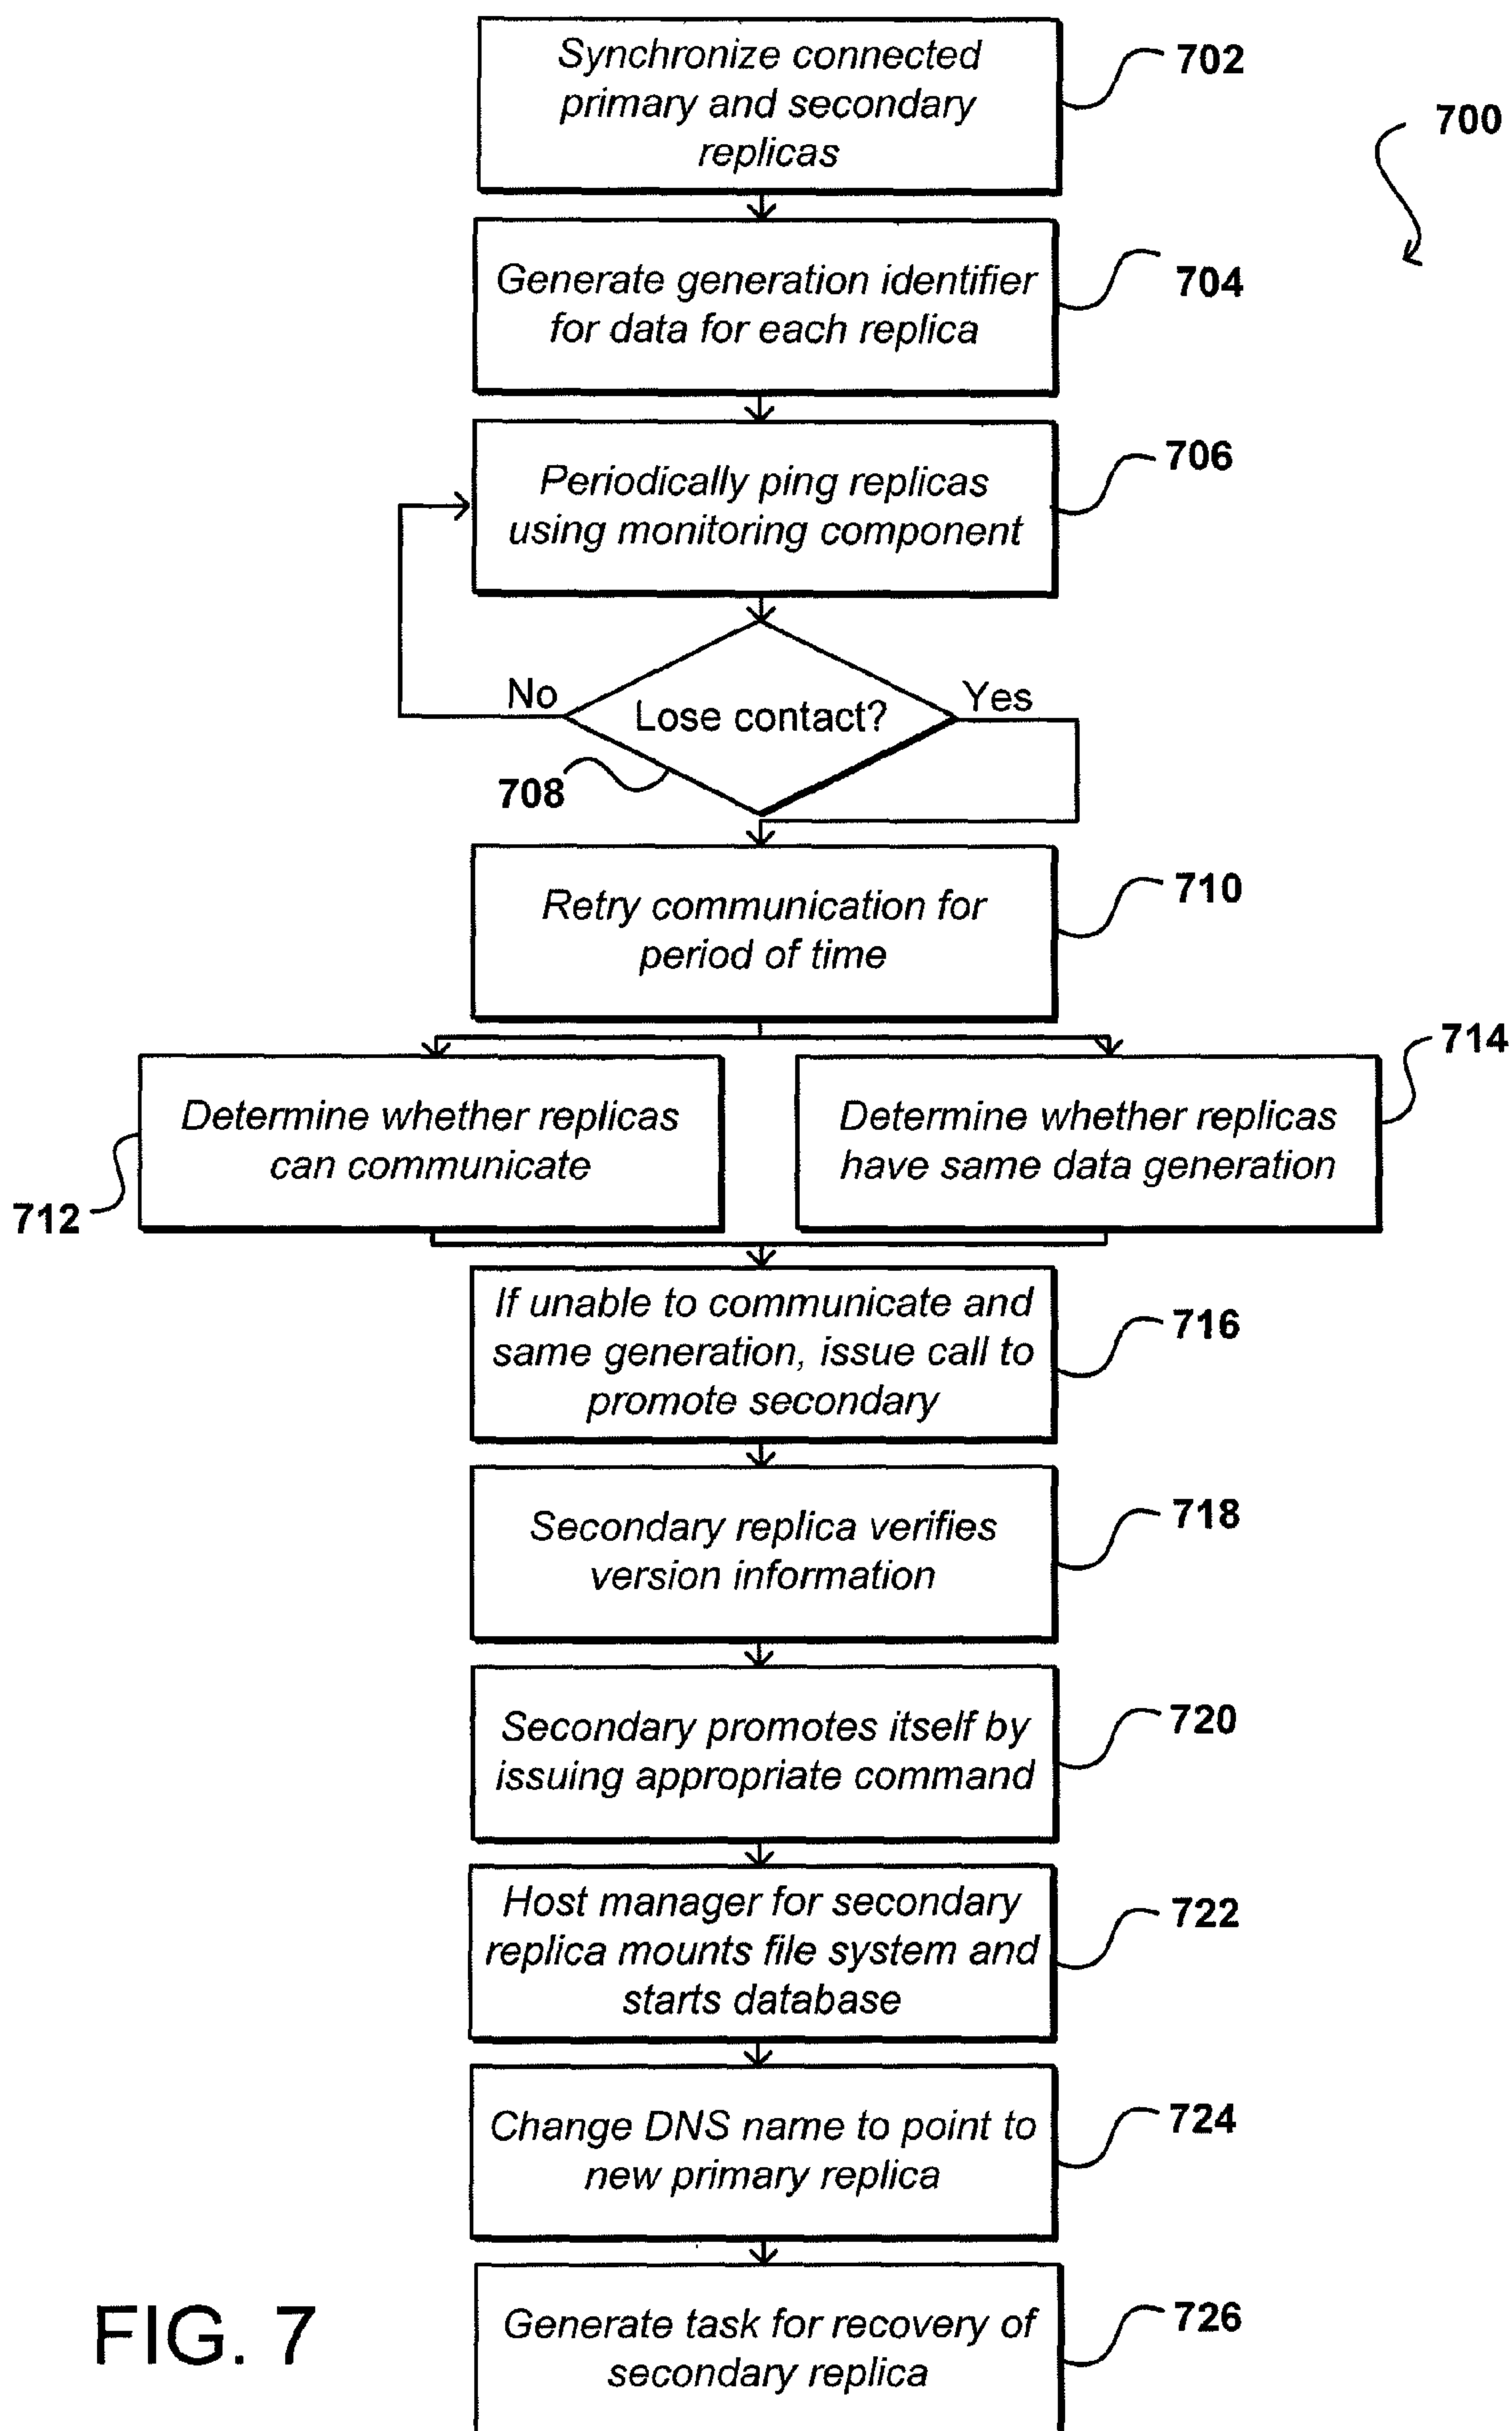 Synchronize connected
primary and secondary
replicas
702
700
Generate generation identifier
for data for each replica
704
Periodically ping replicas
using monitoring component
706
No
Lose contact?
Yes
708
Retry communication for
period of time
710
Determine whether replicas
can communicate
712
Determine whether replicas
have same data generation
714
If unable to communicate and
same generation, issue call to
promote secondary
716
Secondary replica verifies
version information
718
Secondary promotes itself by
issuing appropriate command
720
Host manager for secondary
replica mounts file system and
starts database
722
Change DNS name to point to
new primary replica
724
Generate task for recovery of
secondary replica
726
FIG. 7